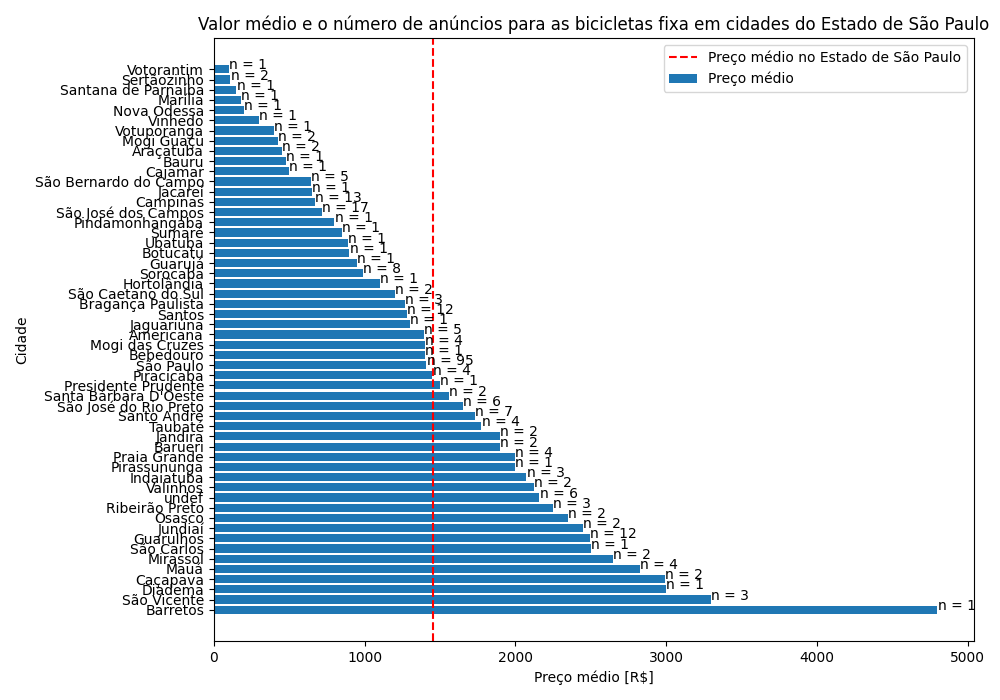 Valor médio e o número de anúncios para as bicicletas fixa em cidades do Estado de São Paulo
Preço médio no Estado de São Paulo
Preço médio
Cidade
Votorantim n = 1
Sertãozinho n = 2
Santana de Parnaíba n = 1
Marília n = 1
Nova Odessa n = 1
Vinhedo n = 1
Votuporanga n = 1
Mogi Guaçu n = 2
Araçatuba n = 2
Bauru n = 1
Cajamar n = 1
São Bernardo do Campo n = 5
Jacareí n = 1
Campinas n = 13
São José dos Campos n = 17
Pindamonhangaba n = 1
Sumaré n = 1
Ubatuba n = 1
Botucatu n = 1
Guarujá n = 1
Sorocaba n = 8
Hortolândia n = 1
São Caetano do Sul n = 2
Bragança Paulista n = 3
Santos n = 12
Jaguariúna n = 1
Americana n = 5
Mogi das Cruzes n = 4
Bebedouro n = 1
São Paulo n = 95
Piracicaba n = 4
Presidente Prudente n = 1
Santa Bárbara D'Oeste n = 2
São José do Rio Preto n = 6
Santo André n = 7
Taubaté n = 4
Jandira n = 2
Barueri n = 2
Praia Grande n = 4
Pirassununga n = 1
Indaiatuba n = 3
Valinhos n = 2
undef n = 6
Ribeirão Preto n = 3
Osasco n = 2
Jundiaí n = 2
Guarulhos n = 12
São Carlos n = 1
Mirassol n = 2
Mauá n = 4
Caçapava n = 2
Diadema n = 1
São Vicente n = 3
Barretos n = 1
0 1000 2000 3000 4000 5000
Preço médio [R$]